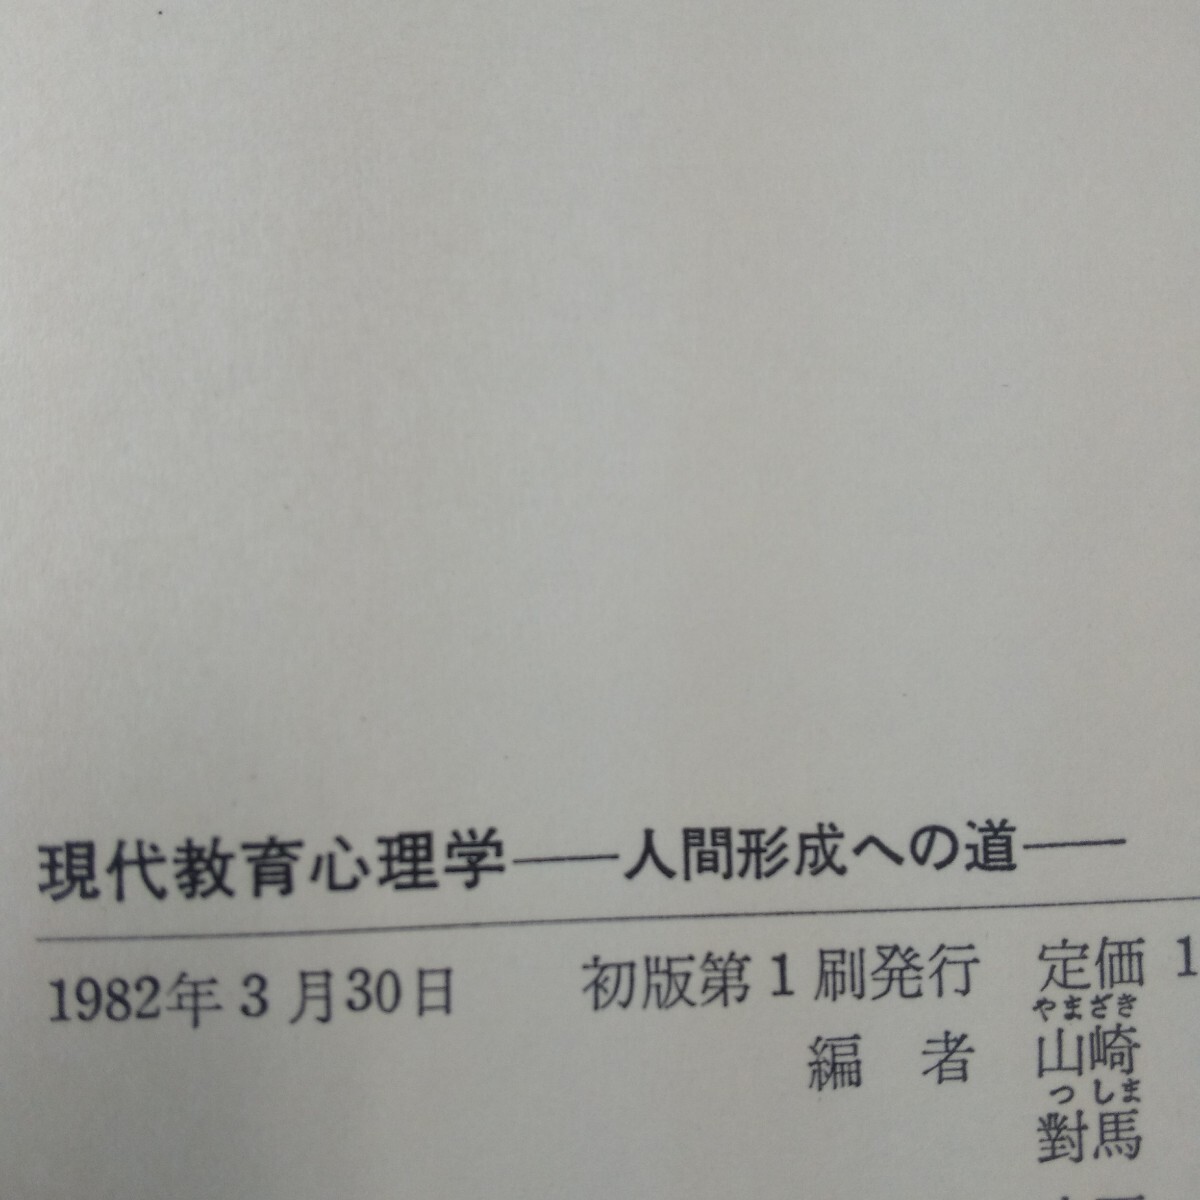 現代教育心理学――人間形成への道――
1982年3月30日　初版第1刷発行　定価 1
やまざき
編　者　山崎
つしま
對馬